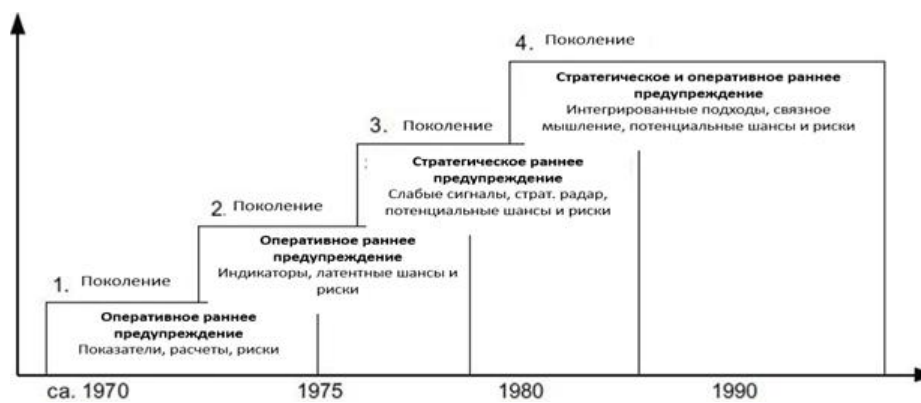 4. Поколение
Стратегическое и оперативное раннее
предупреждение
Интегрированные подходы, связное
мышление, потенциальные шансы и риски
3. Поколение
Стратегическое раннее
предупреждение
Слабые сигналы, страт. радар,
потенциальные шансы и риски
2. Поколение
Оперативное раннее
предупреждение
Индикаторы, латентные шансы и
риски
1. Поколение
Оперативное раннее
предупреждение
Показатели, расчеты, риски
ca. 1970 1975 1980 1990